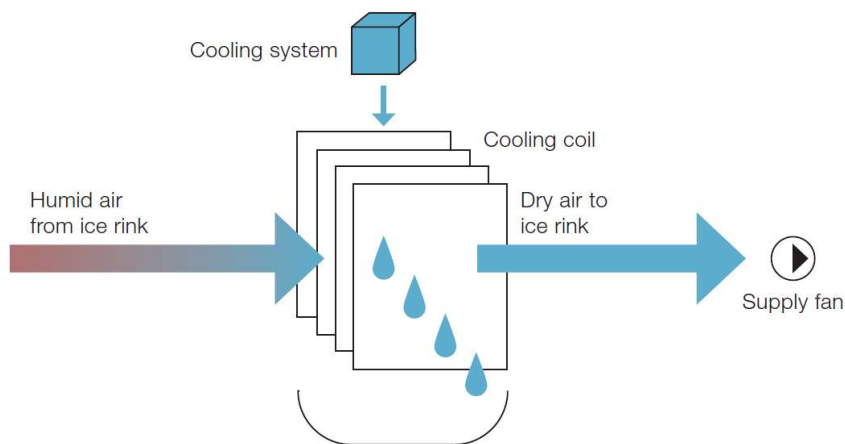 Cooling system
Cooling coil
Humid air
from ice rink
Dry air to
ice rink
Supply fan